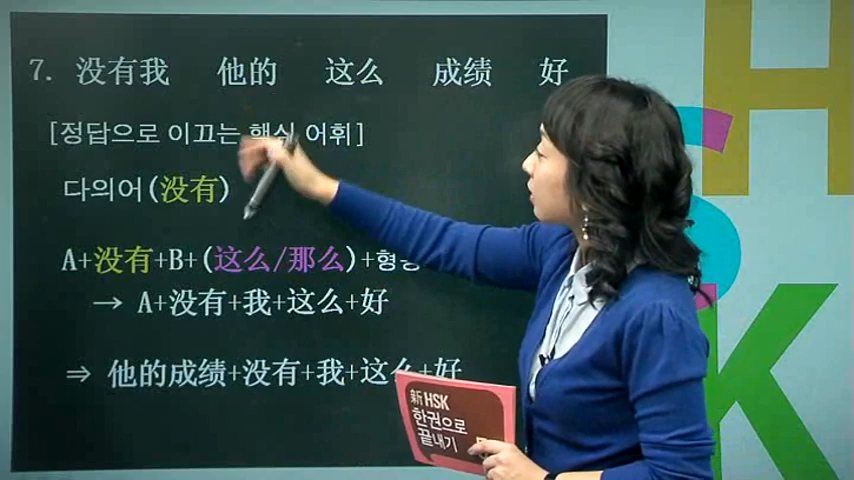 7. 没有我 他的 这么 成绩 好
[정답으로 이끄는 핵심 어휘]
다의어(没有)
A+没有+B+(这么/那么)+형
→ A+没有+我+这么+好
⇒ 他的成绩+没有+我+这么+好
新HSK
한권으로
끝내기
H
S
K